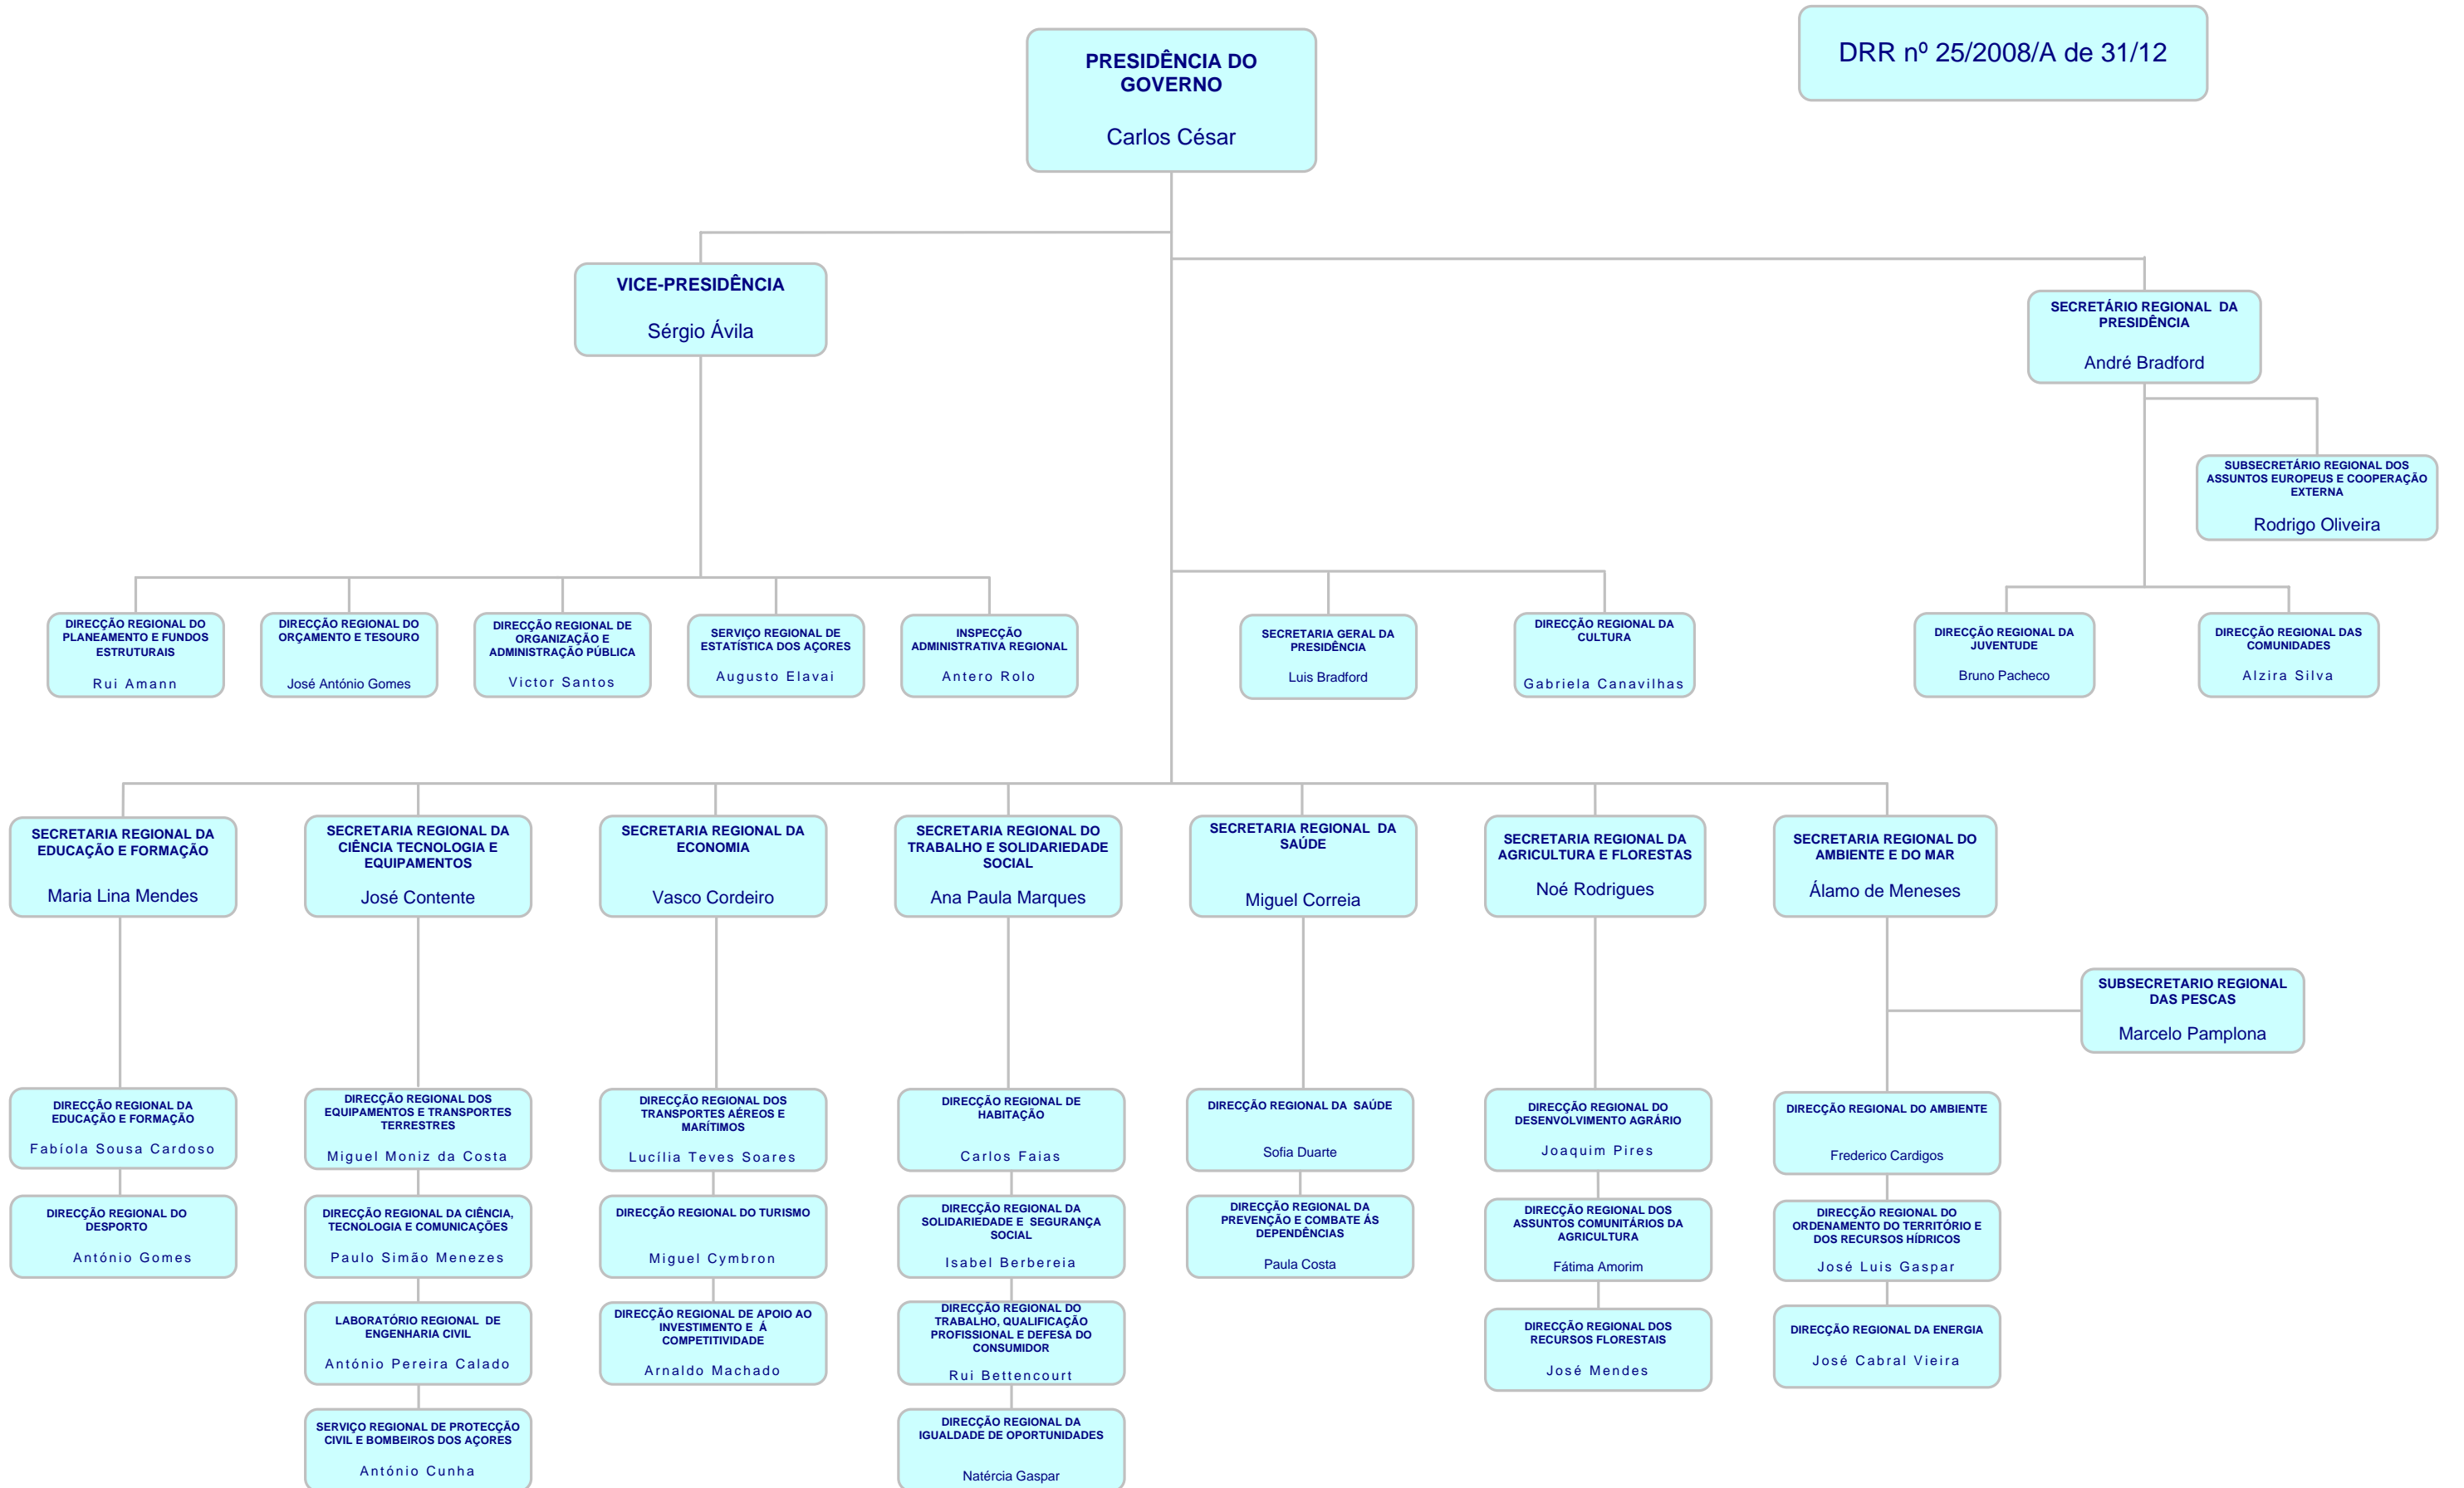 PRESIDÊNCIA DO
GOVERNO
Carlos César
DRR nº 25/2008/A de 31/12
VICE-PRESIDÊNCIA
Sérgio Ávila
SECRETÁRIO REGIONAL DA
PRESIDÊNCIA
André Bradford
SUBSECRETÁRIO REGIONAL DOS
ASSUNTOS EUROPEUS E COOPERAÇÃO
EXTERNA
Rodrigo Oliveira
DIRECÇÃO REGIONAL DO
PLANEAMENTO E FUNDOS
ESTRUTURAIS
Rui Amann
DIRECÇÃO REGIONAL DO
ORÇAMENTO E TESOURO
José António Gomes
DIRECÇÃO REGIONAL DE
ORGANIZAÇÃO E
ADMINISTRAÇÃO PÚBLICA
Victor Santos
SERVIÇO REGIONAL DE
ESTATÍSTICA DOS AÇORES
Augusto Elavai
INSPECÇÃO
ADMINISTRATIVA REGIONAL
Antero Rolo
SECRETARIA GERAL DA
PRESIDÊNCIA
Luis Bradford
DIRECÇÃO REGIONAL DA
CULTURA
Gabriela Canavilhas
DIRECÇÃO REGIONAL DA
JUVENTUDE
Bruno Pacheco
DIRECÇÃO REGIONAL DAS
COMUNIDADES
Alzira Silva
SECRETARIA REGIONAL DA
EDUCAÇÃO E FORMAÇÃO
Maria Lina Mendes
SECRETARIA REGIONAL DA
CIÊNCIA TECNOLOGIA E
EQUIPAMENTOS
José Contente
SECRETARIA REGIONAL DA
ECONOMIA
Vasco Cordeiro
SECRETARIA REGIONAL DO
TRABALHO E SOLIDARIEDADE
SOCIAL
Ana Paula Marques
SECRETARIA REGIONAL DA
SAÚDE
Miguel Correia
SECRETARIA REGIONAL DA
AGRICULTURA E FLORESTAS
Noé Rodrigues
SECRETARIA REGIONAL DO
AMBIENTE E DO MAR
Álamo de Meneses
SUBSECRETARIO REGIONAL
DAS PESCAS
Marcelo Pamplona
DIRECÇÃO REGIONAL DA
EDUCAÇÃO E FORMAÇÃO
Fabíola Sousa Cardoso
DIRECÇÃO REGIONAL DOS
EQUIPAMENTOS E TRANSPORTES
TERRESTRES
Miguel Moniz da Costa
DIRECÇÃO REGIONAL DOS
TRANSPORTES AÉREOS E
MARÍTIMOS
Lucília Teves Soares
DIRECÇÃO REGIONAL DE
HABITAÇÃO
Carlos Faias
DIRECÇÃO REGIONAL DA SAÚDE
Sofia Duarte
DIRECÇÃO REGIONAL DO
DESENVOLVIMENTO AGRÁRIO
Joaquim Pires
DIRECÇÃO REGIONAL DO AMBIENTE
Frederico Cardigos
DIRECÇÃO REGIONAL DO
DESPORTO
António Gomes
DIRECÇÃO REGIONAL DA CIÊNCIA,
TECNOLOGIA E COMUNICAÇÕES
Paulo Simão Menezes
DIRECÇÃO REGIONAL DO TURISMO
Miguel Cymbron
DIRECÇÃO REGIONAL DA
SOLIDARIEDADE E SEGURANÇA
SOCIAL
Isabel Berbereia
DIRECÇÃO REGIONAL DA
PREVENÇÃO E COMBATE ÁS
DEPENDÊNCIAS
Paula Costa
DIRECÇÃO REGIONAL DOS
ASSUNTOS COMUNITÁRIOS DA
AGRICULTURA
Fátima Amorim
DIRECÇÃO REGIONAL DO
ORDENAMENTO DO TERRITÓRIO E
DOS RECURSOS HÍDRICOS
José Luis Gaspar
LABORATÓRIO REGIONAL DE
ENGENHARIA CIVIL
António Pereira Calado
DIRECÇÃO REGIONAL DE APOIO AO
INVESTIMENTO E Á
COMPETITIVIDADE
Arnaldo Machado
DIRECÇÃO REGIONAL DO
TRABALHO, QUALIFICAÇÃO
PROFISSIONAL E DEFESA DO
CONSUMIDOR
Rui Bettencourt
DIRECÇÃO REGIONAL DOS
RECURSOS FLORESTAIS
José Mendes
DIRECÇÃO REGIONAL DA ENERGIA
José Cabral Vieira
SERVIÇO REGIONAL DE PROTECÇÃO
CIVIL E BOMBEIROS DOS AÇORES
António Cunha
DIRECÇÃO REGIONAL DA
IGUALDADE DE OPORTUNIDADES
Natércia Gaspar